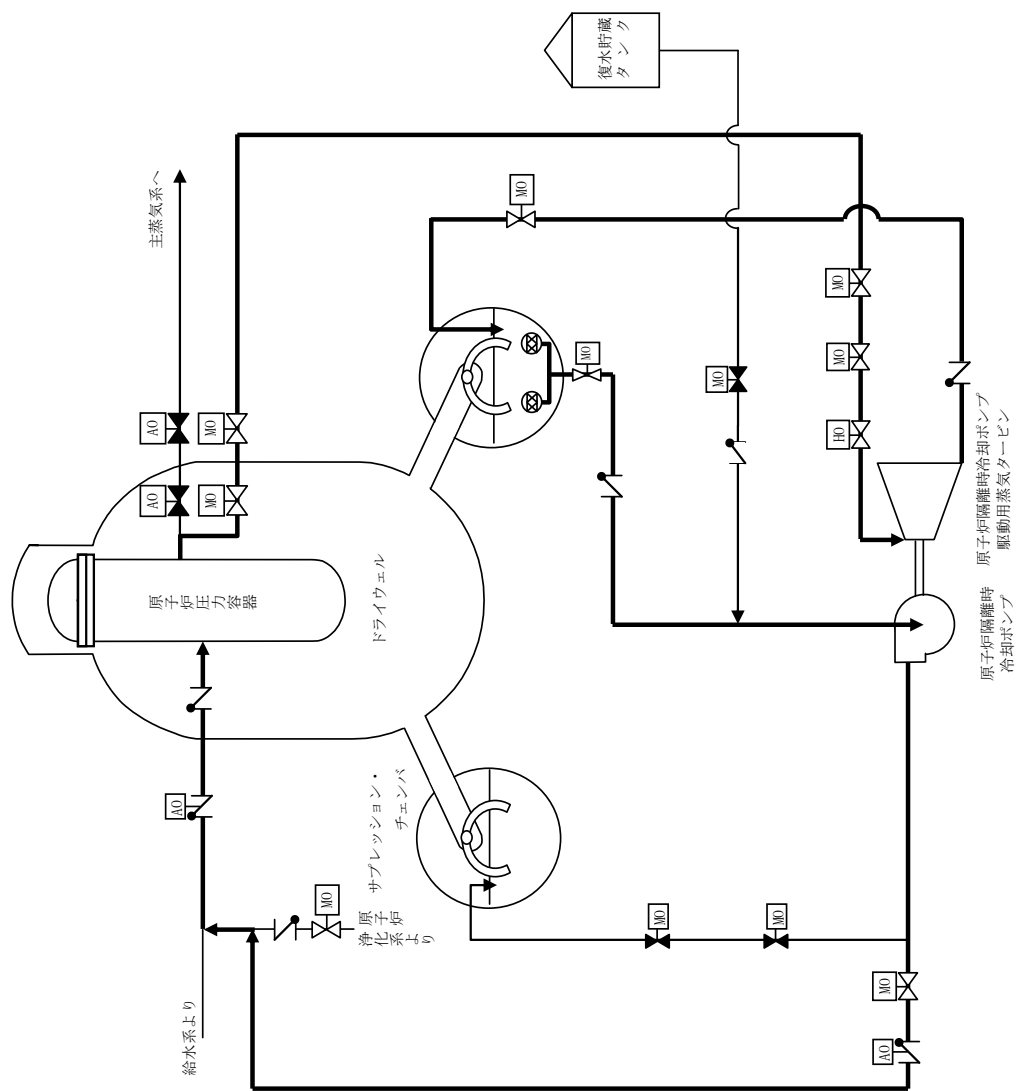 復水貯蔵
タンク
主蒸気系へ
MO
AO
MO
AO
MO
MO
MO
MO
MO
HO
MO
原子炉圧力容器
ドライウェル
原子炉隔離時冷却ポンプ
駆動用蒸気タービン
原子炉隔離時
冷却ポンプ
AO
サプレッション・
チェンバ
MO
原子炉
浄化系より
給水系より
MO
MO
MO
AO